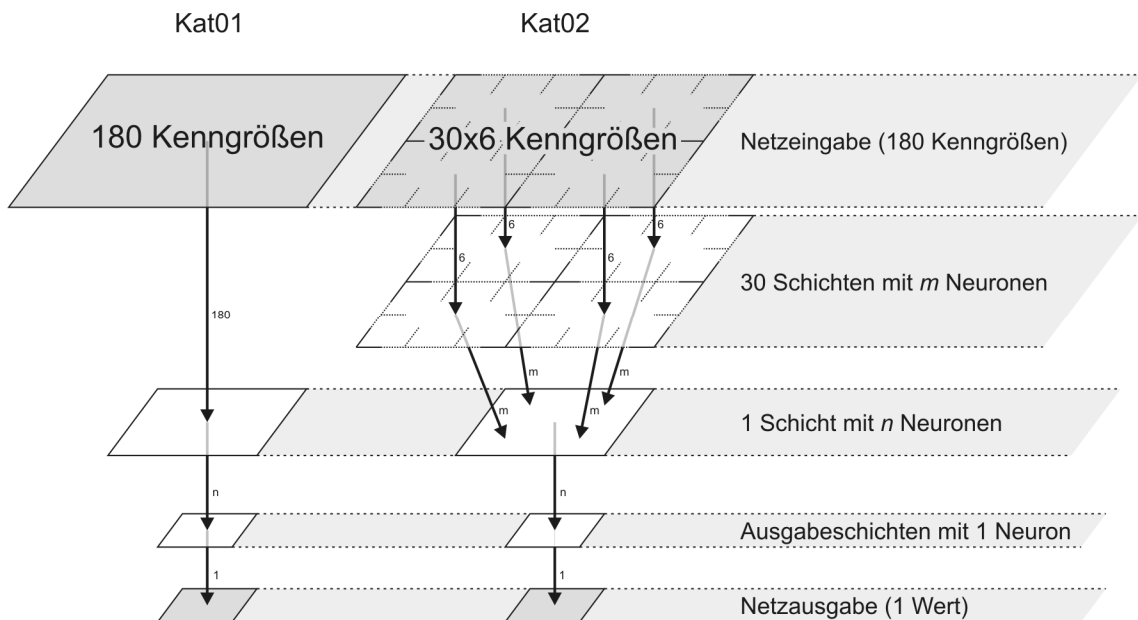 Kat01
Kat02
180 Kenngrößen
30x6 Kenngrößen
Netzeingabe (180 Kenngrößen)
6
6
6
6
30 Schichten mit m Neuronen
180
m
m
m
m
1 Schicht mit n Neuronen
n
n
Ausgabeschichten mit 1 Neuron
1
1
Netzausgabe (1 Wert)